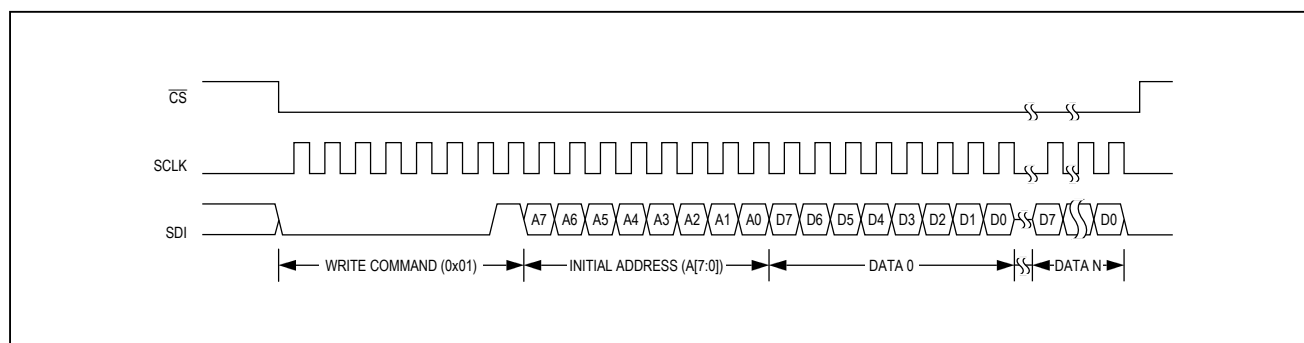 C̅S̅
SCLK
SDI
A7 A6 A5 A4 A3 A2 A1 A0 D7 D6 D5 D4 D3 D2 D1 D0 D7 D0
WRITE COMMAND (0x01) INITIAL ADDRESS (A[7:0]) DATA 0 DATA N